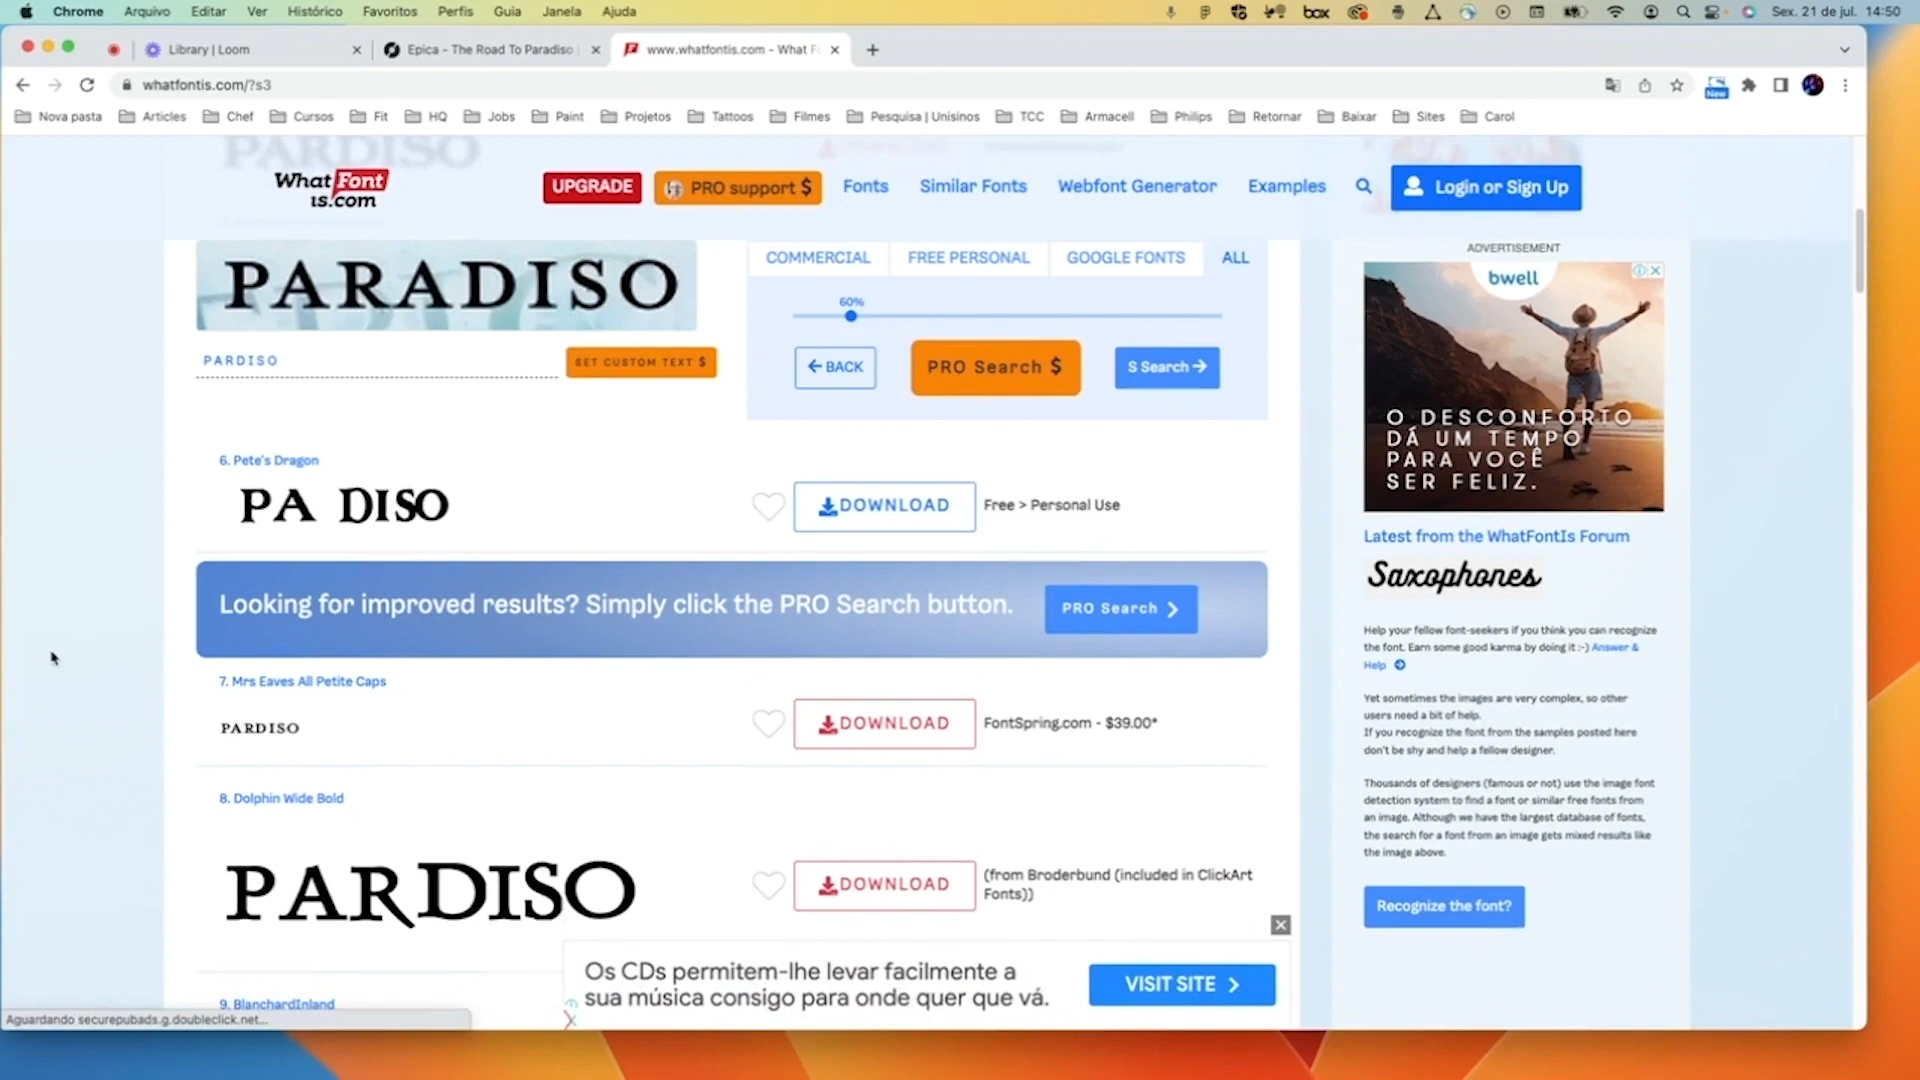 Chrome Arquivo Editar Ver Histórico Favoritos Perfis Guia Janela Ajuda
box
Sex. 21 de jul. 14:50
Library | Loom
Epica - The Road To Paradiso |
www.whatfontis.com - What F
whatfontis.com/?s3
New
Nova pasta Articles Chef Cursos Fit HQ Jobs Paint Projetos Tattoos Filmes Pesquisa | Unisinos TCC Armacell Philips Retornar Baixar Sites Carol
PARDISO
What Font is.com
UPGRADE
PRO support $
Fonts
Similar Fonts
Webfont Generator
Examples
Login or Sign Up
PARADISO
PARDISO
SET CUSTOM TEXT $
COMMERCIAL
FREE PERSONAL
GOOGLE FONTS
ALL
60%
BACK
PRO Search $
S Search
6. Pete's Dragon
PA DISO
DOWNLOAD
Free > Personal Use
Looking for improved results? Simply click the PRO Search button.
PRO Search
7. Mrs Eaves All Petite Caps
PARDISO
DOWNLOAD
FontSpring.com - $39.00*
8. Dolphin Wide Bold
PARDISO
DOWNLOAD
(from Broderbund (included in ClickArt
Fonts))
9. BlanchardInland
Os CDs permitem-lhe levar facilmente a
sua música consigo para onde quer que vá.
VISIT SITE
Aguardando securepubads.g.doubleclick.net...
ADVERTISEMENT
bwell
O DESCONFORTO
DÁ UM TEMPO
PARA VOCÊ
SER FELIZ.
Latest from the WhatFontIs Forum
Saxophones
Help your fellow font-seekers if you think you can recognize
the font. Earn some good karma by doing it :-) Answer &
Help
Yet sometimes the images are very complex, so other
users need a bit of help.
If you recognize the font from the samples posted here
don't be shy and help a fellow designer.
Thousands of designers (famous or not) use the image font
detection system to find a font or similar free fonts from
an image. Although we have the largest database of fonts,
the search for a font from an image gets mixed results like
the image above.
Recognize the font?